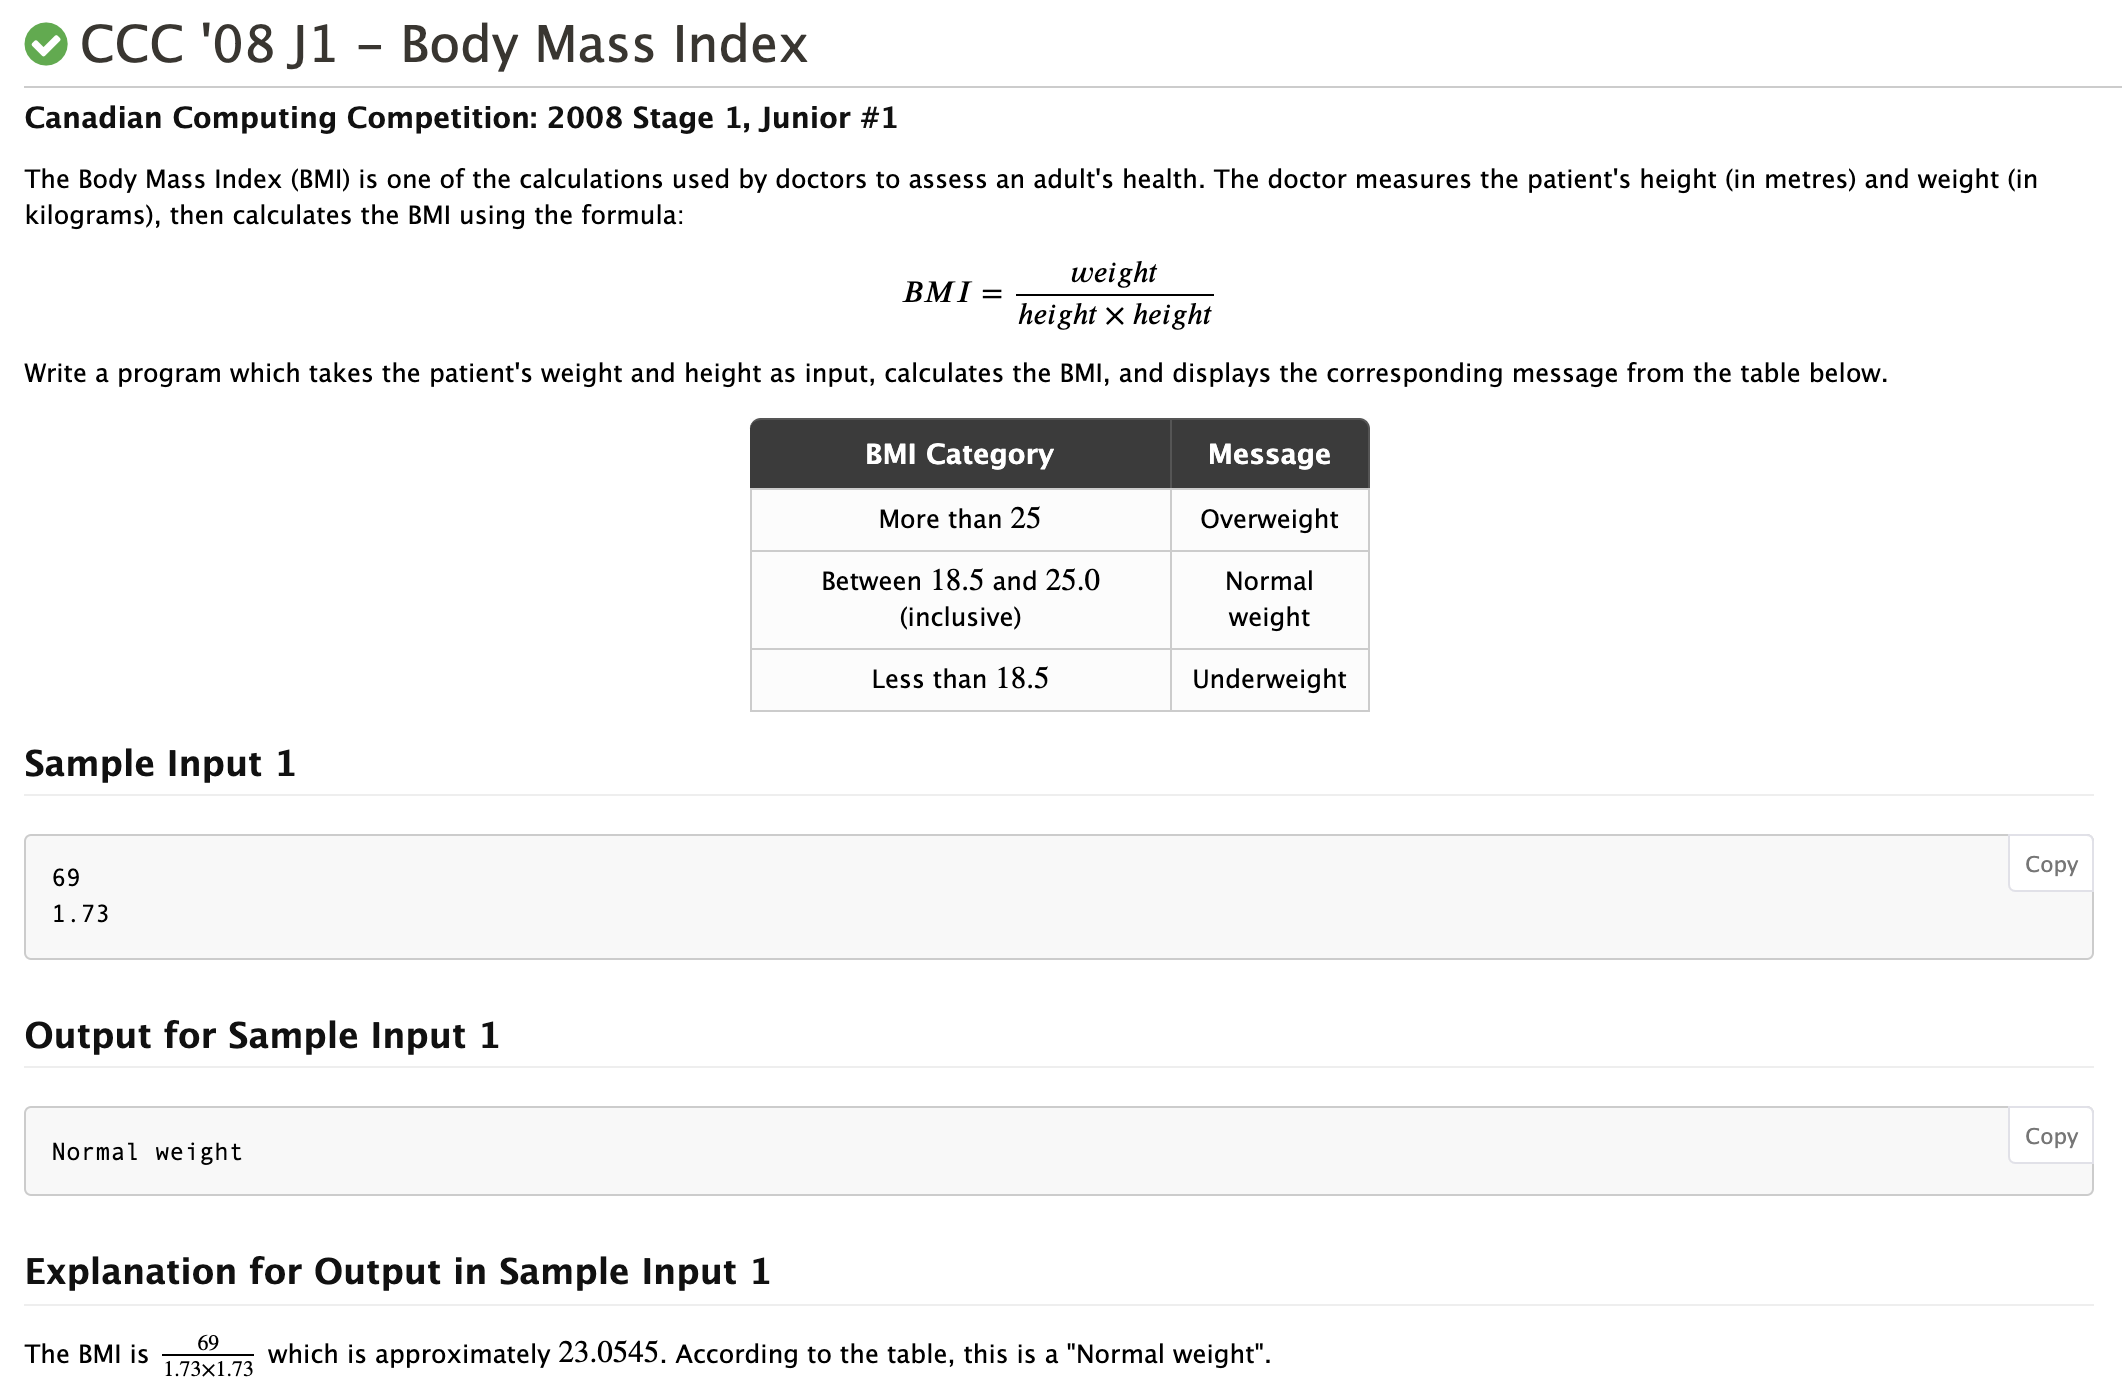 CCC '08 J1 – Body Mass Index
Canadian Computing Competition: 2008 Stage 1, Junior #1
The Body Mass Index (BMI) is one of the calculations used by doctors to assess an adult's health. The doctor measures the patient's height (in metres) and weight (in
kilograms), then calculates the BMI using the formula:
BMI = weight / height × height
Write a program which takes the patient's weight and height as input, calculates the BMI, and displays the corresponding message from the table below.
BMI Category Message
More than 25 Overweight
Between 18.5 and 25.0 Normal
(inclusive) weight
Less than 18.5 Underweight
Sample Input 1
Copy
69
1.73
Output for Sample Input 1
Copy
Normal weight
Explanation for Output in Sample Input 1
The BMI is 69 / 1.73×1.73 which is approximately 23.0545. According to the table, this is a "Normal weight".